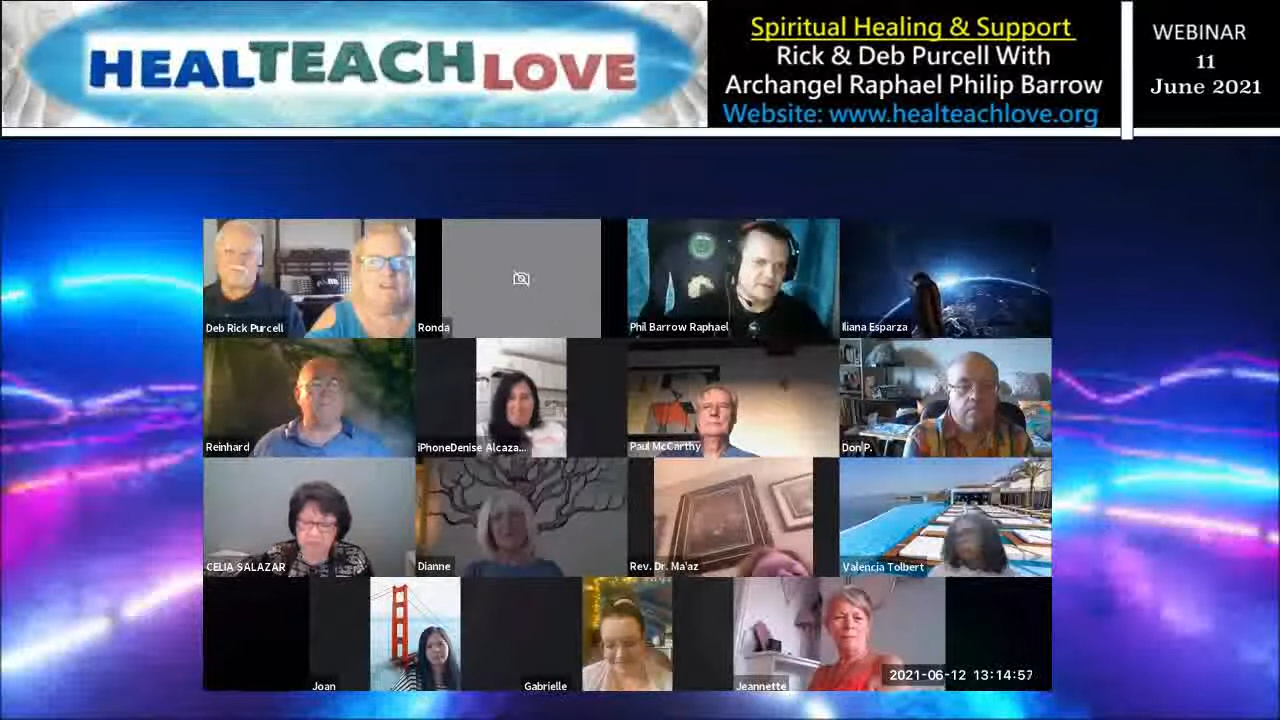 HEALTEACHLOVE
Spiritual Healing & Support
Rick & Deb Purcell With
Archangel Raphael Philip Barrow
Website: www.healteachlove.org
WEBINAR
11
June 2021
Deb Rick Purcell
Ronda
Phil Barrow Raphael
Iliana Esparza
Reinhard
iPhoneDenise Alcaza...
Paul McCarthy
Don P.
CELIA SALAZAR
Dianne
Rev. Dr. Ma'az
Valencia Tolbert
Joan
Gabrielle
Jeannette
2021-06-12 13:14:57